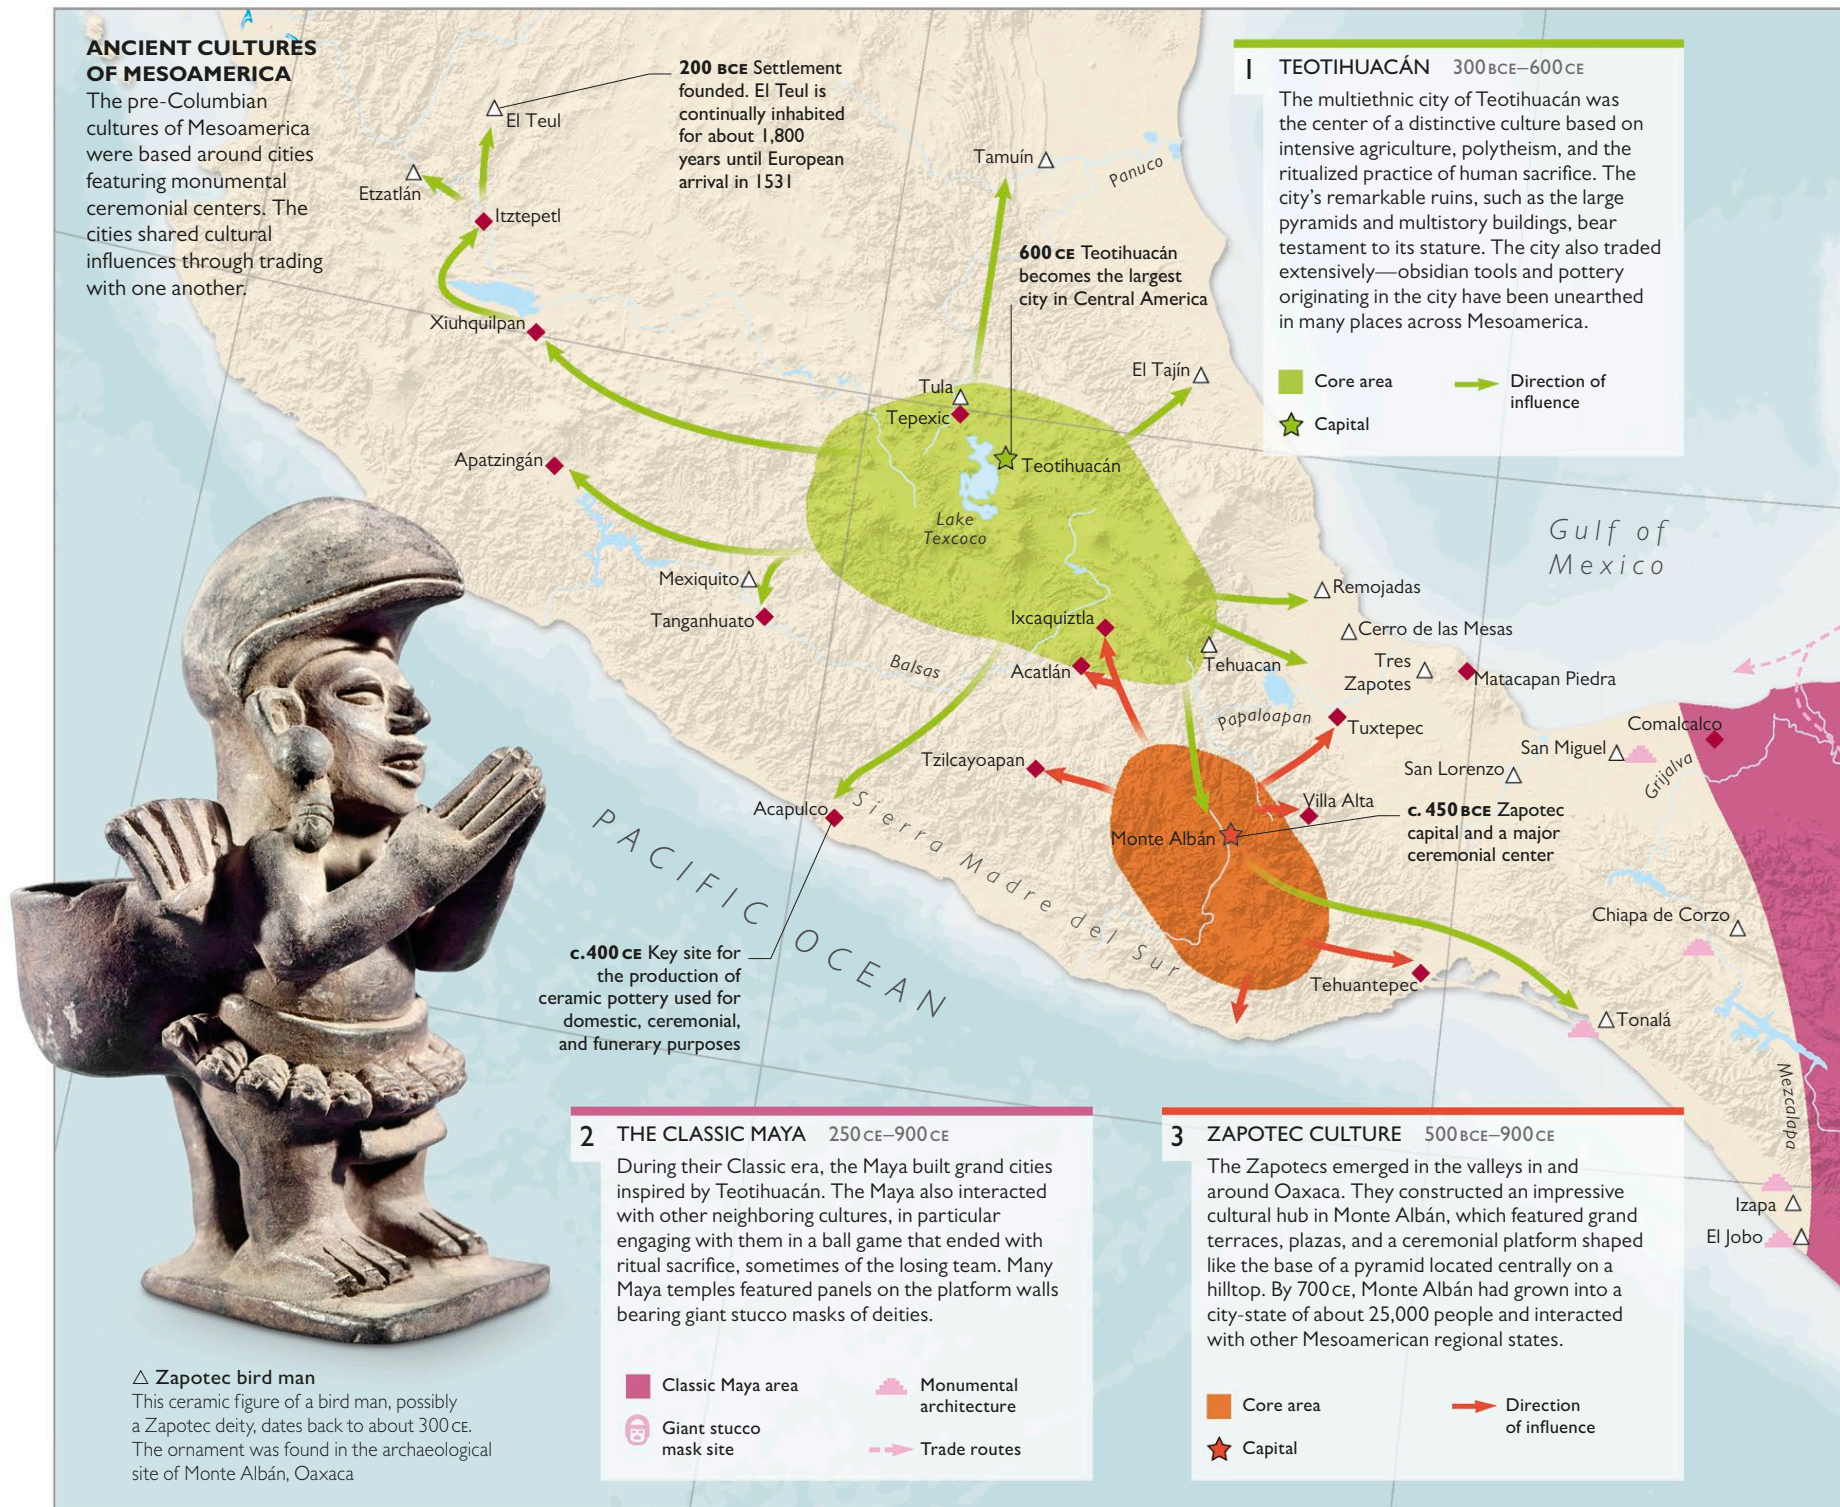 ANCIENT CULTURES
OF MESOAMERICA
The pre-Columbian
cultures of Mesoamerica
were based around cities
featuring monumental
ceremonial centers. The
cities shared cultural
influences through trading
with one another.
200 BCE Settlement
founded. El Teul is
continually inhabited
for about 1,800
years until European
arrival in 1531
El Teul
Etzatlán
Itztepetl
Xiuhquilpan
Apatzingán
Tamuín
Panuco
600 CE Teotihuacán
becomes the largest
city in Central America
El Tajín
Tula
Tepexic
Teotihuacán
Lake
Texcoco
Mexiquito
Tanganhuato
Balsas
Ixcaquiztla
Acatlán
Tehuacan
Remojadas
Cerro de las Mesas
Tres
Zapotes
Matacapan Piedra
Papaloapan
Tuxtepec
Tzilcayoapan
Acapulco
Sierra Madre del Sur
Villa Alta
Monte Albán
c. 450 BCE Zapotec
capital and a major
ceremonial center
San Lorenzo
San Miguel
Comalcalco
Grijalva
Chiapa de Corzo
Tehuantepec
Tonalá
Mezcalapa
Izapa
El Jobo
Gulf of
Mexico
PACIFIC OCEAN
c.400 CE Key site for
the production of
ceramic pottery used for
domestic, ceremonial,
and funerary purposes
1 TEOTIHUACÁN 300 BCE–600 CE
The multiethnic city of Teotihuacán was
the center of a distinctive culture based on
intensive agriculture, polytheism, and the
ritualized practice of human sacrifice. The
city's remarkable ruins, such as the large
pyramids and multistory buildings, bear
testament to its stature. The city also traded
extensively—obsidian tools and pottery
originating in the city have been unearthed
in many places across Mesoamerica.
Core area
Direction of
influence
Capital
2 THE CLASSIC MAYA 250 CE–900 CE
During their Classic era, the Maya built grand cities
inspired by Teotihuacán. The Maya also interacted
with other neighboring cultures, in particular
engaging with them in a ball game that ended with
ritual sacrifice, sometimes of the losing team. Many
Maya temples featured panels on the platform walls
bearing giant stucco masks of deities.
Classic Maya area
Monumental
architecture
Giant stucco
mask site
Trade routes
3 ZAPOTEC CULTURE 500 BCE–900 CE
The Zapotecs emerged in the valleys in and
around Oaxaca. They constructed an impressive
cultural hub in Monte Albán, which featured grand
terraces, plazas, and a ceremonial platform shaped
like the base of a pyramid located centrally on a
hilltop. By 700 CE, Monte Albán had grown into a
city-state of about 25,000 people and interacted
with other Mesoamerican regional states.
Core area
Direction
of influence
Capital
△ Zapotec bird man
This ceramic figure of a bird man, possibly
a Zapotec deity, dates back to about 300 CE.
The ornament was found in the archaeological
site of Monte Albán, Oaxaca